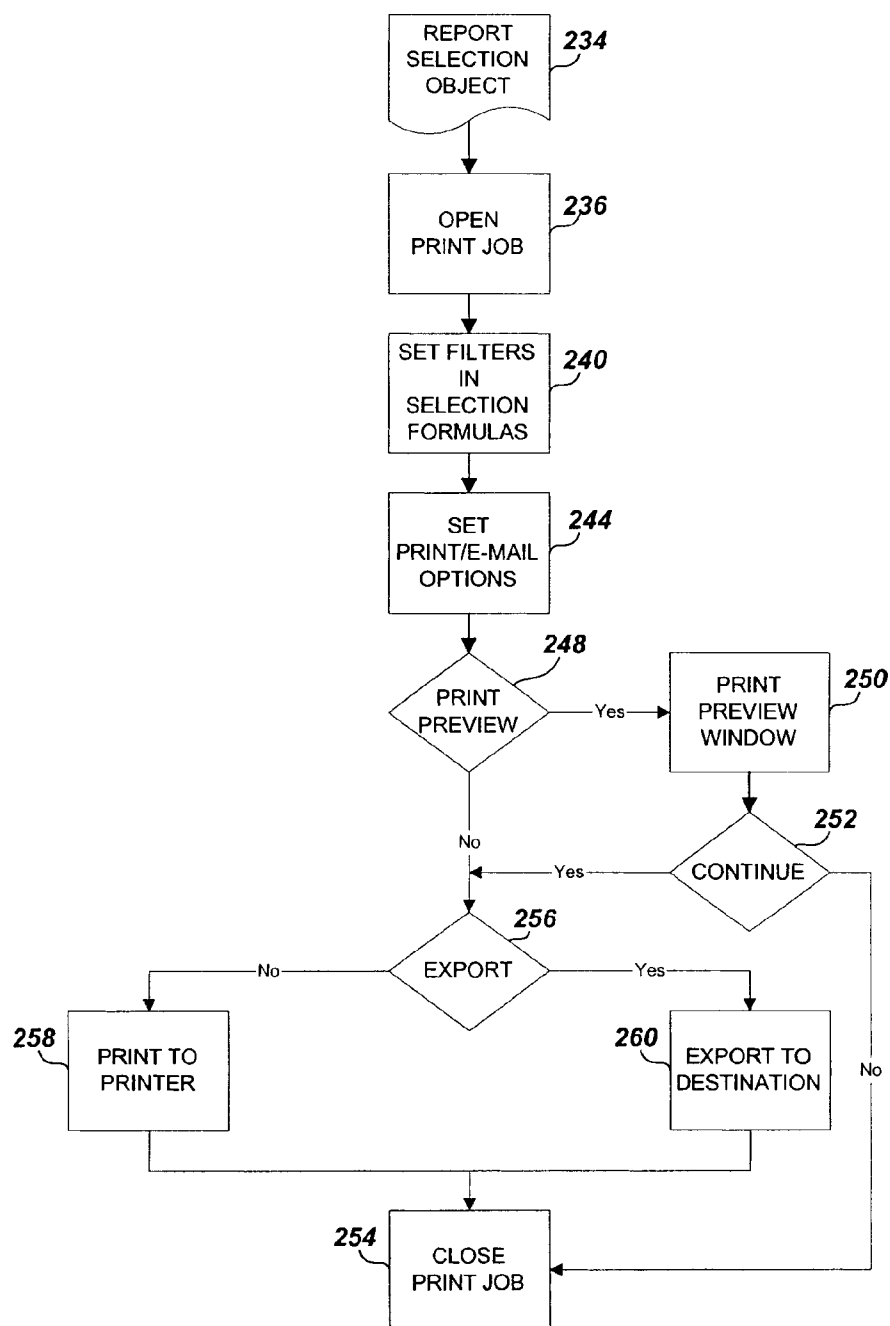 REPORT
SELECTION
OBJECT
234
OPEN
PRINT JOB
236
SET FILTERS
IN
SELECTION
FORMULAS
240
SET
PRINT/E-MAIL
OPTIONS
244
PRINT
PREVIEW
248
Yes
PRINT
PREVIEW
WINDOW
250
No
CONTINUE
252
Yes
EXPORT
256
No
Yes
258
PRINT TO
PRINTER
260
EXPORT TO
DESTINATION
No
254
CLOSE
PRINT JOB